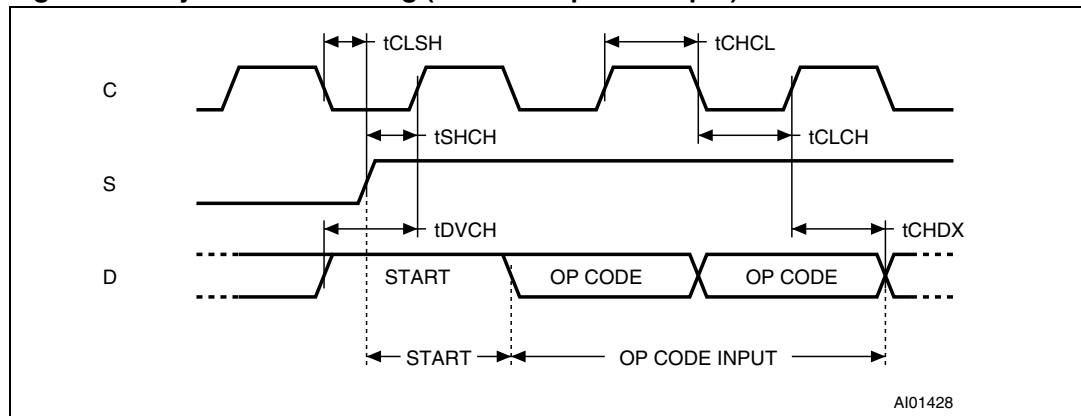 tCLSH
tCHCL
C
tSHCH
tCLCH
S
tDVCH
tCHDX
D
START
OP CODE
OP CODE
START
OP CODE INPUT
AI01428